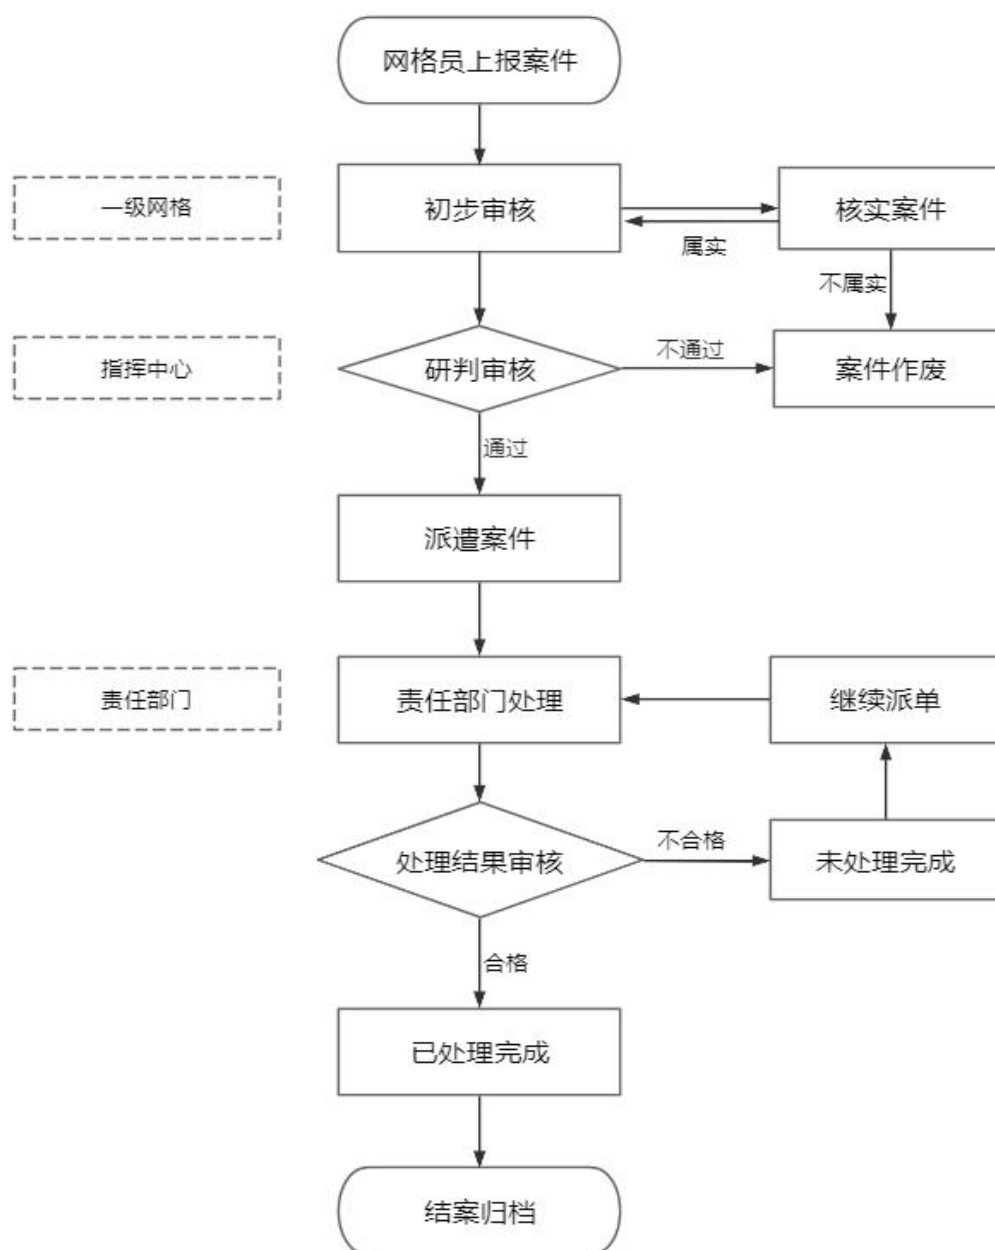 网格员上报案件
一级网格
初步审核
核实案件
属实
不属实
指挥中心
研判审核
不通过
案件作废
通过
派遣案件
责任部门
责任部门处理
继续派单
处理结果审核
不合格
未处理完成
合格
已处理完成
结案归档